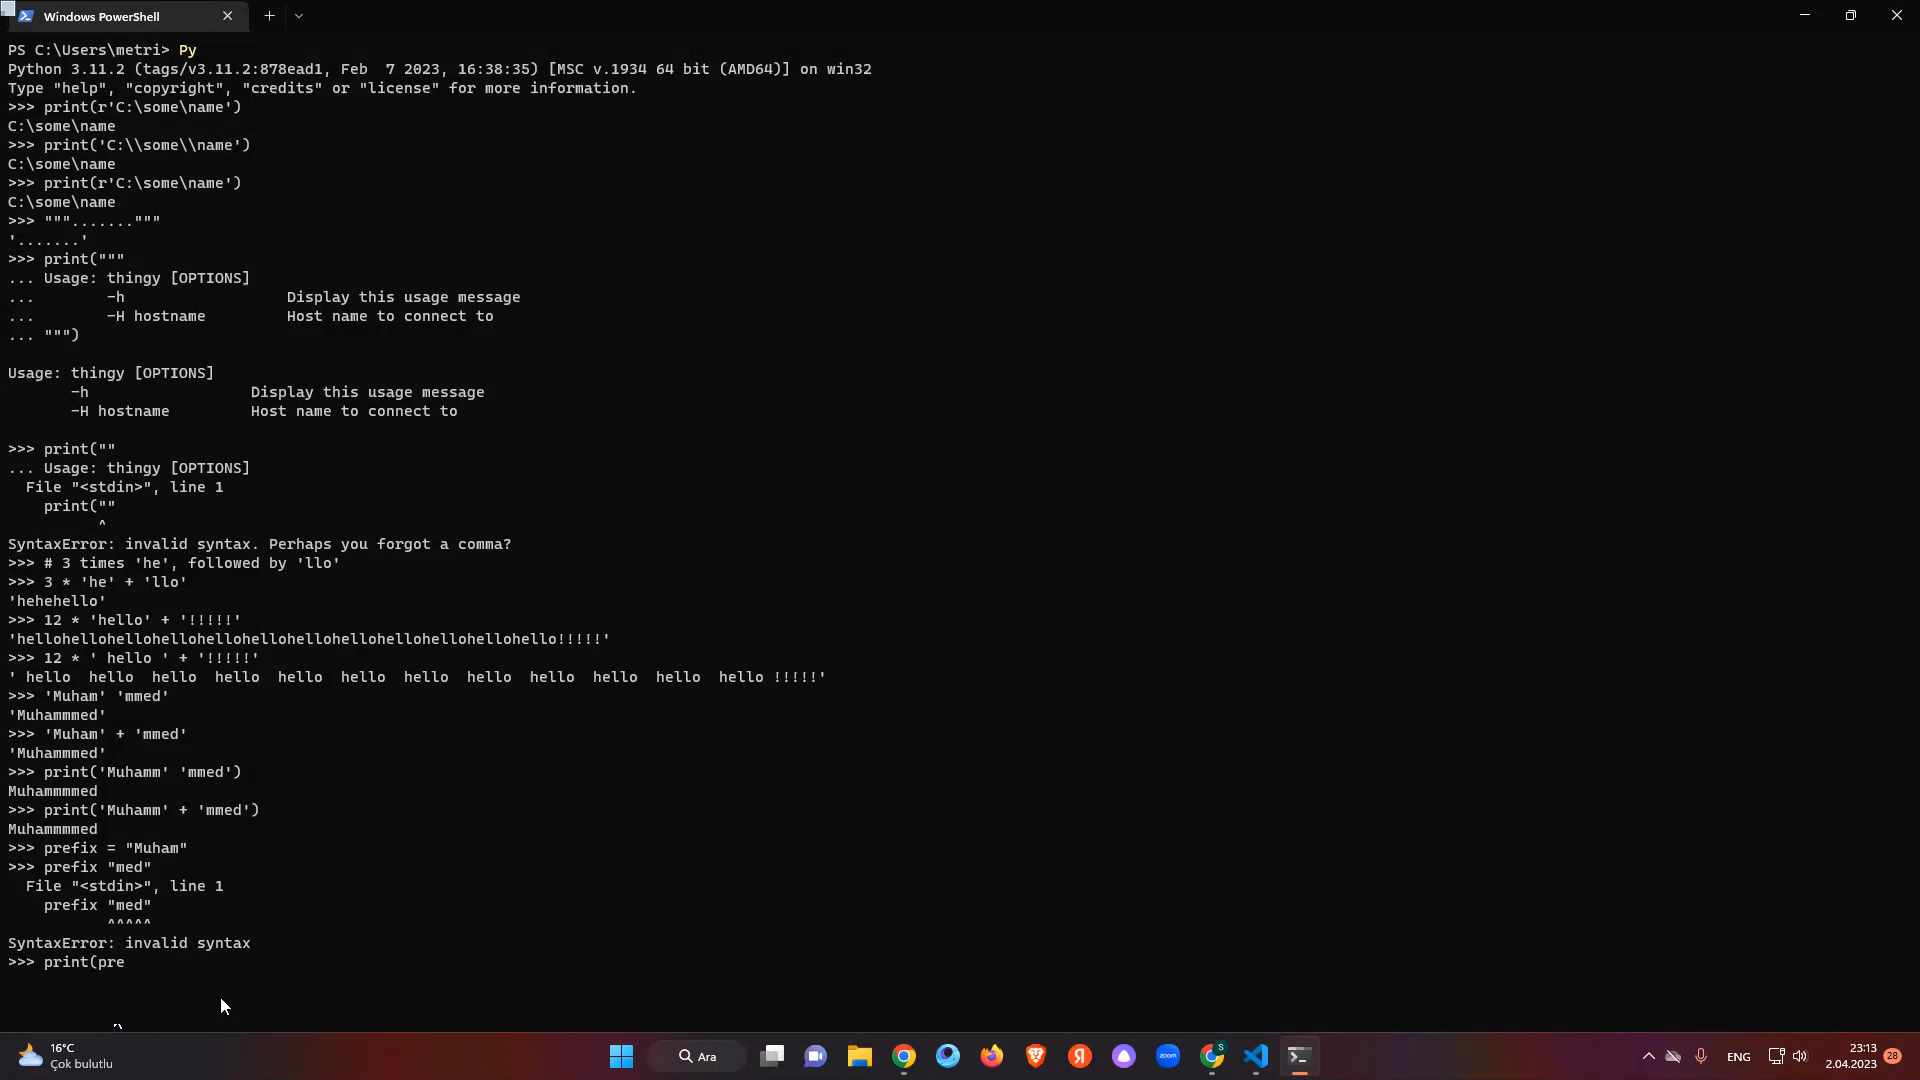 Windows PowerShell
PS C:\Users\metri> Py
Python 3.11.2 (tags/v3.11.2:878ead1, Feb  7 2023, 16:38:35) [MSC v.1934 64 bit (AMD64)] on win32
Type "help", "copyright", "credits" or "license" for more information.
>>> print(r'C:\some\name')
C:\some\name
>>> print('C:\\some\\name')
C:\some\name
>>> print(r'C:\some\name')
C:\some\name
>>> """......."""
'.......'
>>> print("""
... Usage: thingy [OPTIONS]
...        -h                  Display this usage message
...        -H hostname         Host name to connect to
... """)
Usage: thingy [OPTIONS]
       -h                  Display this usage message
       -H hostname         Host name to connect to
>>> print(""
... Usage: thingy [OPTIONS]
  File "<stdin>", line 1
    print(""
          ^
SyntaxError: invalid syntax. Perhaps you forgot a comma?
>>> # 3 times 'he', followed by 'llo'
>>> 3 * 'he' + 'llo'
'hehehello'
>>> 12 * 'hello' + '!!!!!'
'hellohellohellohellohellohellohellohellohellohellohellohello!!!!!'
>>> 12 * ' hello ' + '!!!!!'
' hello  hello  hello  hello  hello  hello  hello  hello  hello  hello  hello  hello !!!!!'
>>> 'Muham' 'mmed'
'Muhammmed'
>>> 'Muham' + 'mmed'
'Muhammmed'
>>> print('Muhamm' 'mmed')
Muhammmmed
>>> print('Muhamm' + 'mmed')
Muhammmmed
>>> prefix = "Muham"
>>> prefix "med"
  File "<stdin>", line 1
    prefix "med"
           ^^^^^
SyntaxError: invalid syntax
>>> print(pre
16°C
Çok bulutlu
Ara
zoom
Я
S
ENG
23:13
2.04.2023
28